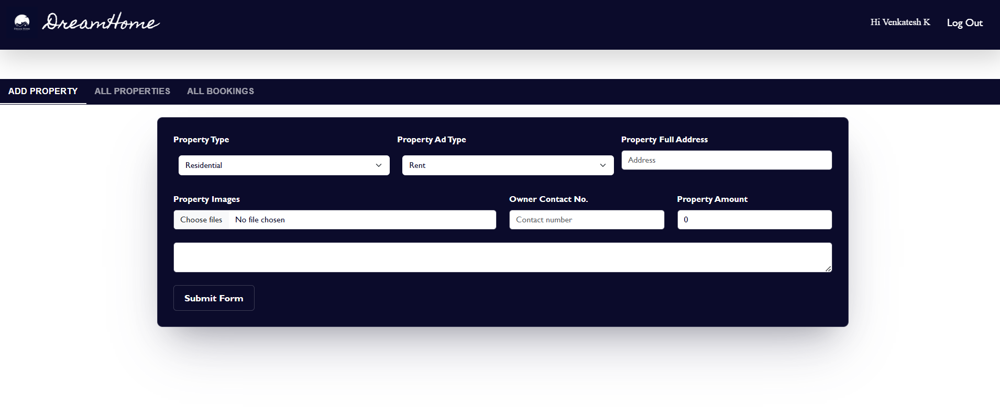 DREAM HOME
DreamHome
Hi Venkatesh K
Log Out
ADD PROPERTY
ALL PROPERTIES
ALL BOOKINGS
Property Type
Property Ad Type
Property Full Address
Residential
Rent
Address
Property Images
Owner Contact No.
Property Amount
Choose files
No file chosen
Contact number
0
Submit Form